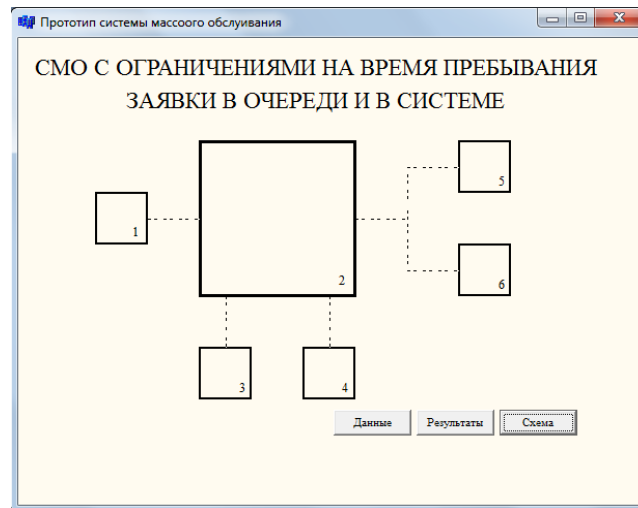 Прототип системы массоого обслуивания
СМО С ОГРАНИЧЕНИЯМИ НА ВРЕМЯ ПРЕБЫВАНИЯ
ЗАЯВКИ В ОЧЕРЕДИ И В СИСТЕМЕ
5
1
2
6
3
4
Данные Результаты Схема